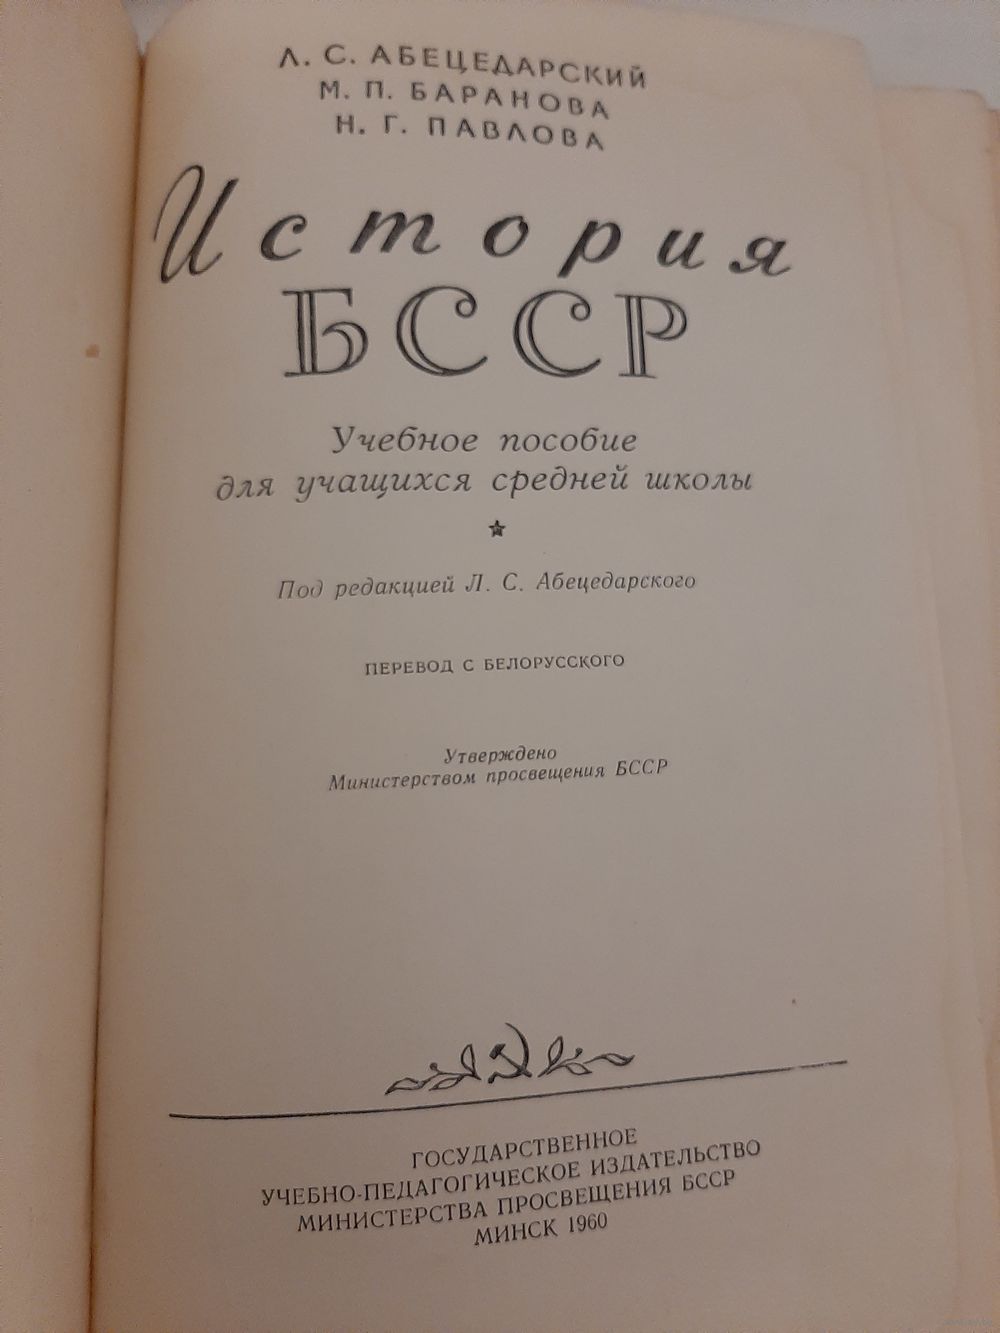 Л. С. АБЕЦЕДАРСКИЙ
М. П. БАРАНОВА
Н. Г. ПАВЛОВА
История
БССР
Учебное пособие
для учащихся средней школы
Под редакцией Л. С. Абецедарского
ПЕРЕВОД С БЕЛОРУССКОГО
Утверждено
Министерством просвещения БССР
ГОСУДАРСТВЕННОЕ
УЧЕБНО-ПЕДАГОГИЧЕСКОЕ ИЗДАТЕЛЬСТВО
МИНИСТЕРСТВА ПРОСВЕЩЕНИЯ БССР
МИНСК 1960